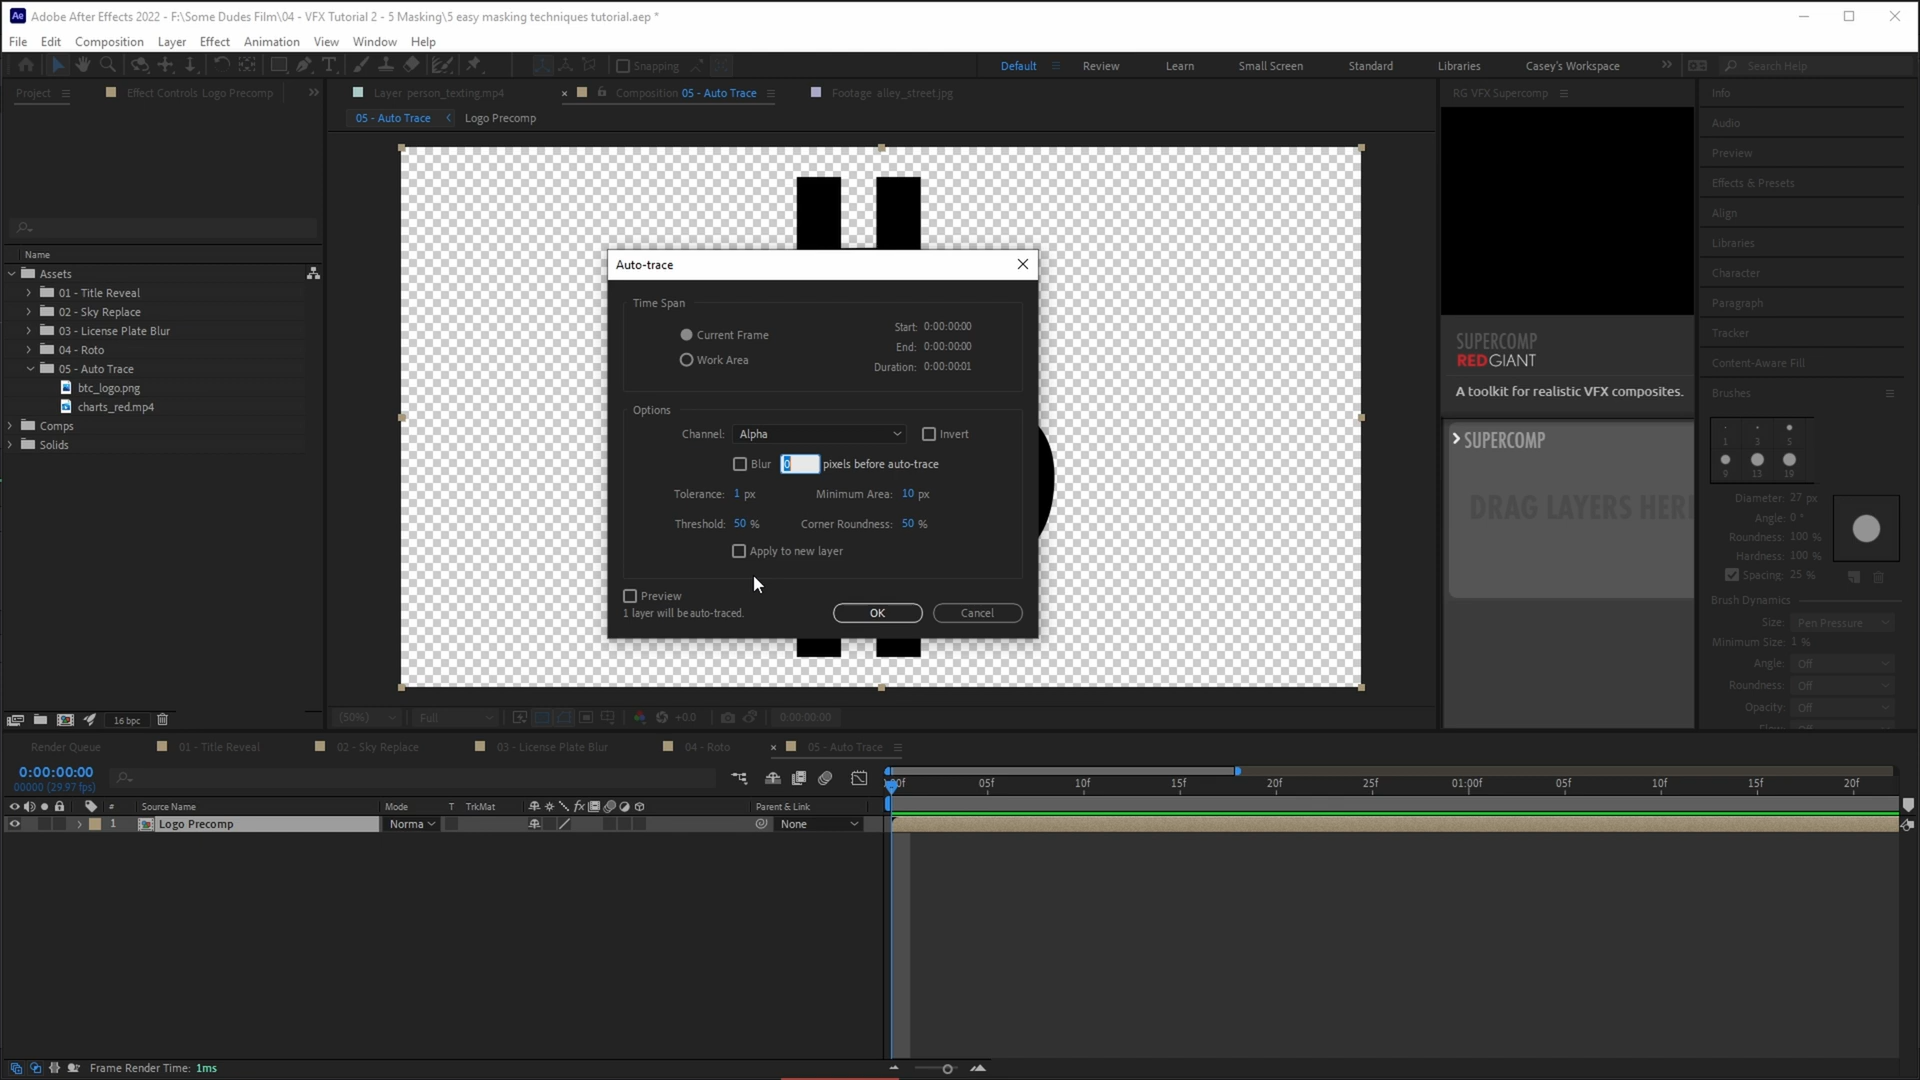 Ae Adobe After Effects 2022 - F:\Some Dudes Film\04 - VFX Tutorial 2 - 5 Masking\5 easy masking techniques tutorial.aep *
File Edit Composition Layer Effect Animation View Window Help
Snapping Default Review Learn Small Screen Standard Libraries Casey's Workspace Search Help
Project Effect Controls Logo Precomp Layer person_texting.mp4 Composition 05 - Auto Trace Footage alley_street.jpg RG VFX Supercomp
05 - Auto Trace Logo Precomp
Name
Assets
01 - Title Reveal
02 - Sky Replace
03 - License Plate Blur
04 - Roto
05 - Auto Trace
btc_logo.png
charts_red.mp4
Comps
Solids
16 bpc
Auto-trace
Time Span
Current Frame
Work Area
Start: 0:00:00:00
End: 0:00:00:00
Duration: 0:00:00:01
Options
Channel: Alpha Invert
Blur 0 pixels before auto-trace
Tolerance: 1 px Minimum Area: 10 px
Threshold: 50 % Corner Roundness: 50 %
Apply to new layer
Preview
1 layer will be auto-traced.
OK Cancel
(50%) Full +0.0 0:00:00:00
SUPERCOMP
REDGIANT
A toolkit for realistic VFX composites.
SUPERCOMP
DRAG LAYERS HERE
Info
Audio
Preview
Effects & Presets
Align
Libraries
Character
Paragraph
Tracker
Content-Aware Fill
Brushes
1 3 5
9 13 19
Diameter: 27 px
Angle: 0 °
Roundness: 100 %
Hardness: 100 %
Spacing: 25 %
Brush Dynamics
Size: Pen Pressure
Minimum Size: 1 %
Angle: Off
Roundness: Off
Opacity: Off
Render Queue 01 - Title Reveal 02 - Sky Replace 03 - License Plate Blur 04 - Roto 05 - Auto Trace
0:00:00:00
00000 (29.97 fps)
:00f 05f 10f 15f 20f 25f 01:00f 05f 10f 15f 20f
# Source Name Mode T TrkMat fx Parent & Link
1 Logo Precomp Norma None
Frame Render Time: 1ms